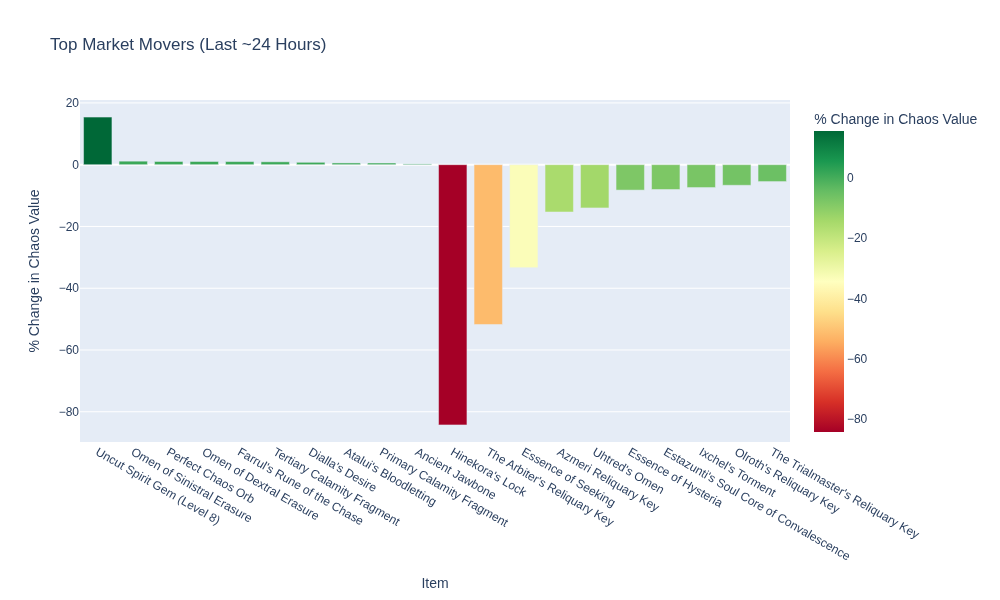 Top Market Movers (Last ~24 Hours)
% Change in Chaos Value
20
0
−20
−40
−60
−80
% Change in Chaos Value
0
−20
−40
−60
−80
Uncut Spirit Gem (Level 8)
Omen of Sinistral Erasure
Perfect Chaos Orb
Omen of Dextral Erasure
Farrul's Rune of the Chase
Tertiary Calamity Fragment
Dialla's Desire
Atalui's Bloodletting
Primary Calamity Fragment
Ancient Jawbone
Hinekora's Lock
The Arbiter's Reliquary Key
Essence of Seeking
Azmeri Reliquary Key
Uhtred's Omen
Essence of Hysteria
Estazunti's Soul Core of Convalescence
Ixchel's Torment
Olroth's Reliquary Key
The Trialmaster's Reliquary Key
Item